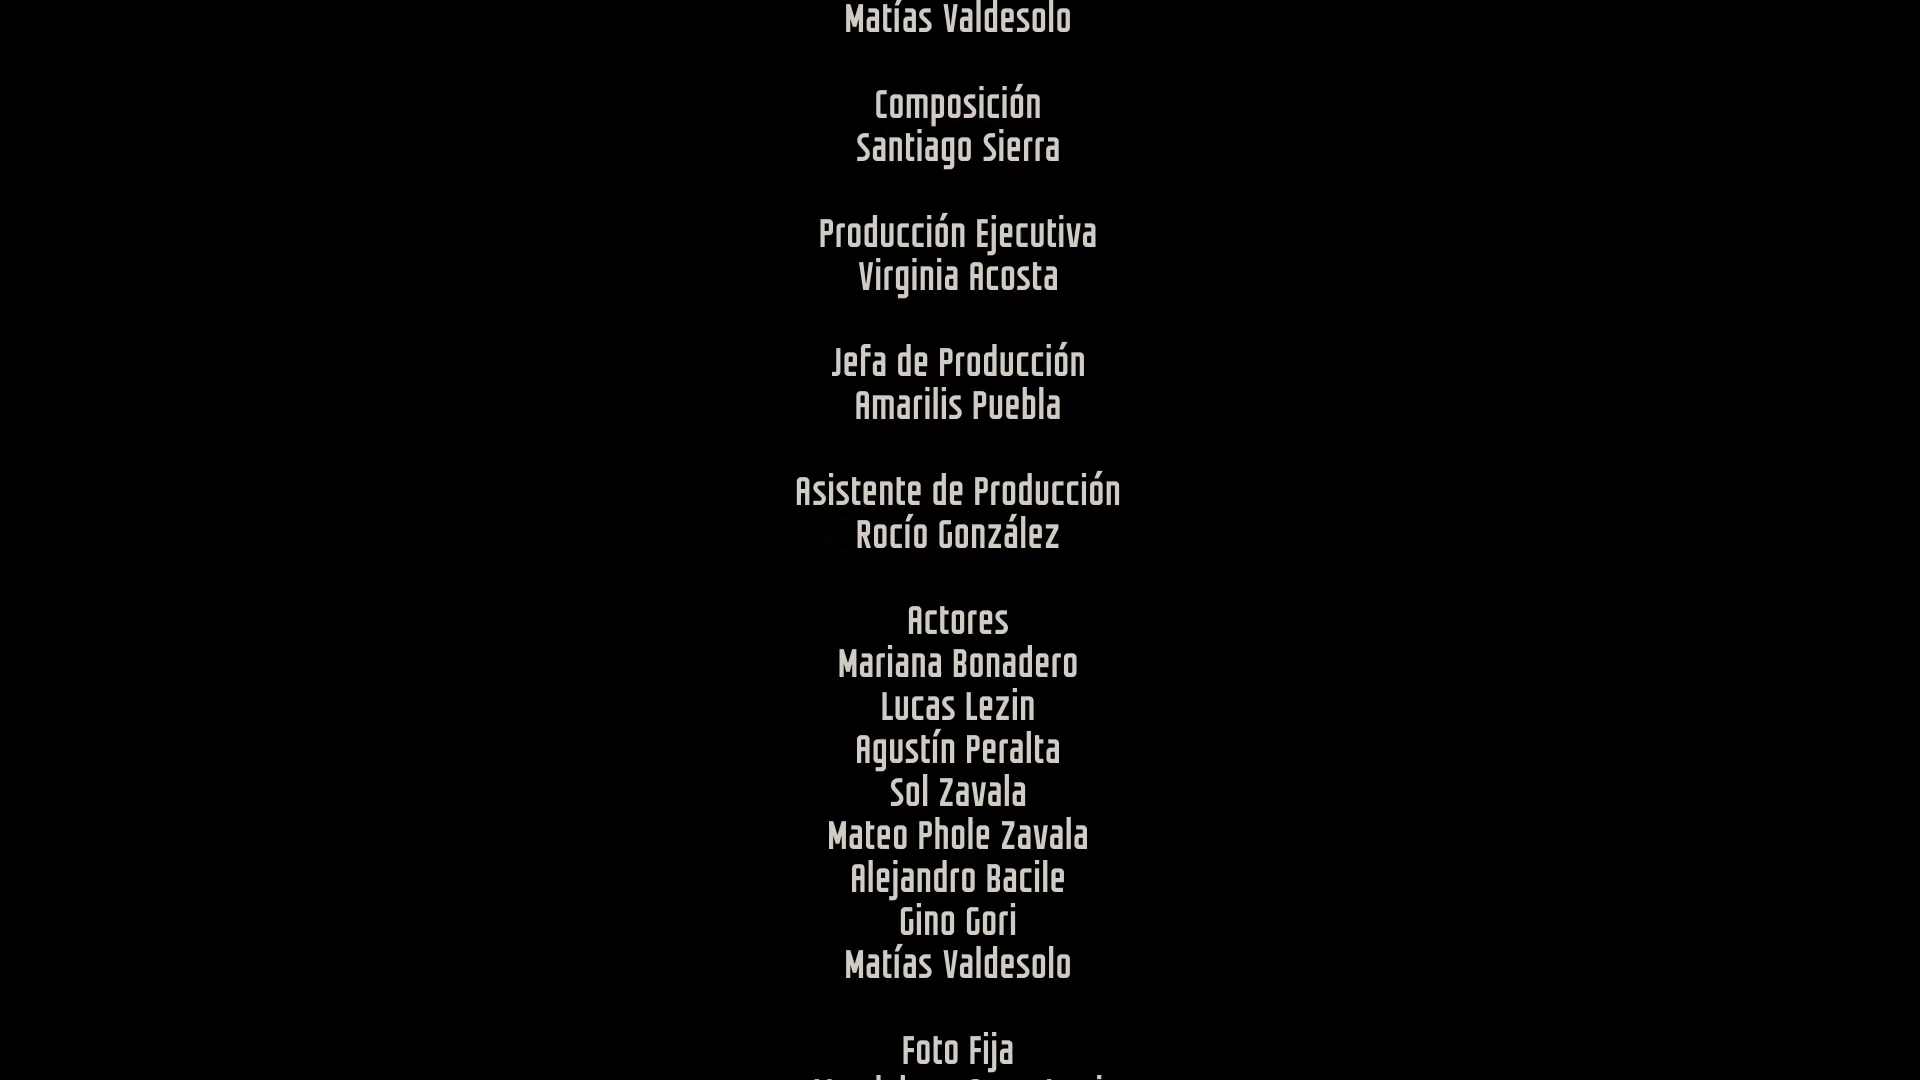 Matías Valdesolo
Composición
Santiago Sierra
Producción Ejecutiva
Virginia Acosta
Jefa de Producción
Amarilis Puebla
Asistente de Producción
Rocío González
Actores
Mariana Bonadero
Lucas Lezin
Agustín Peralta
Sol Zavala
Mateo Phole Zavala
Alejandro Bacile
Gino Gori
Matías Valdesolo
Foto Fija